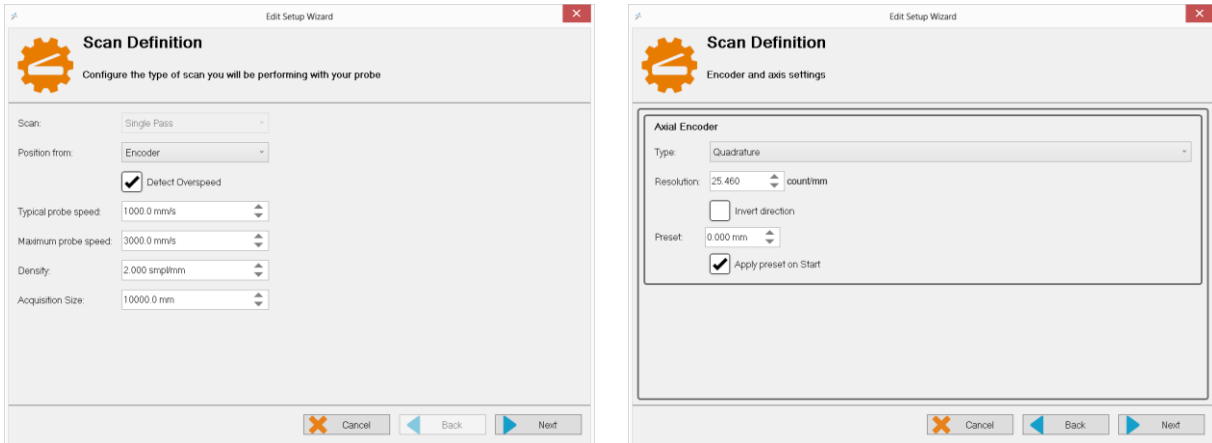 Edit Setup Wizard
Scan Definition
Configure the type of scan you will be performing with your probe
Scan: Single Pass
Position from: Encoder
Detect Overspeed
Typical probe speed: 1000.0 mm/s
Maximum probe speed: 3000.0 mm/s
Density: 2.000 smpl/mm
Acquisition Size: 10000.0 mm
Cancel Back Next
Edit Setup Wizard
Scan Definition
Encoder and axis settings
Axial Encoder
Type: Quadrature
Resolution: 25.460 count/mm
Invert direction
Preset: 0.000 mm
Apply preset on Start
Cancel Back Next